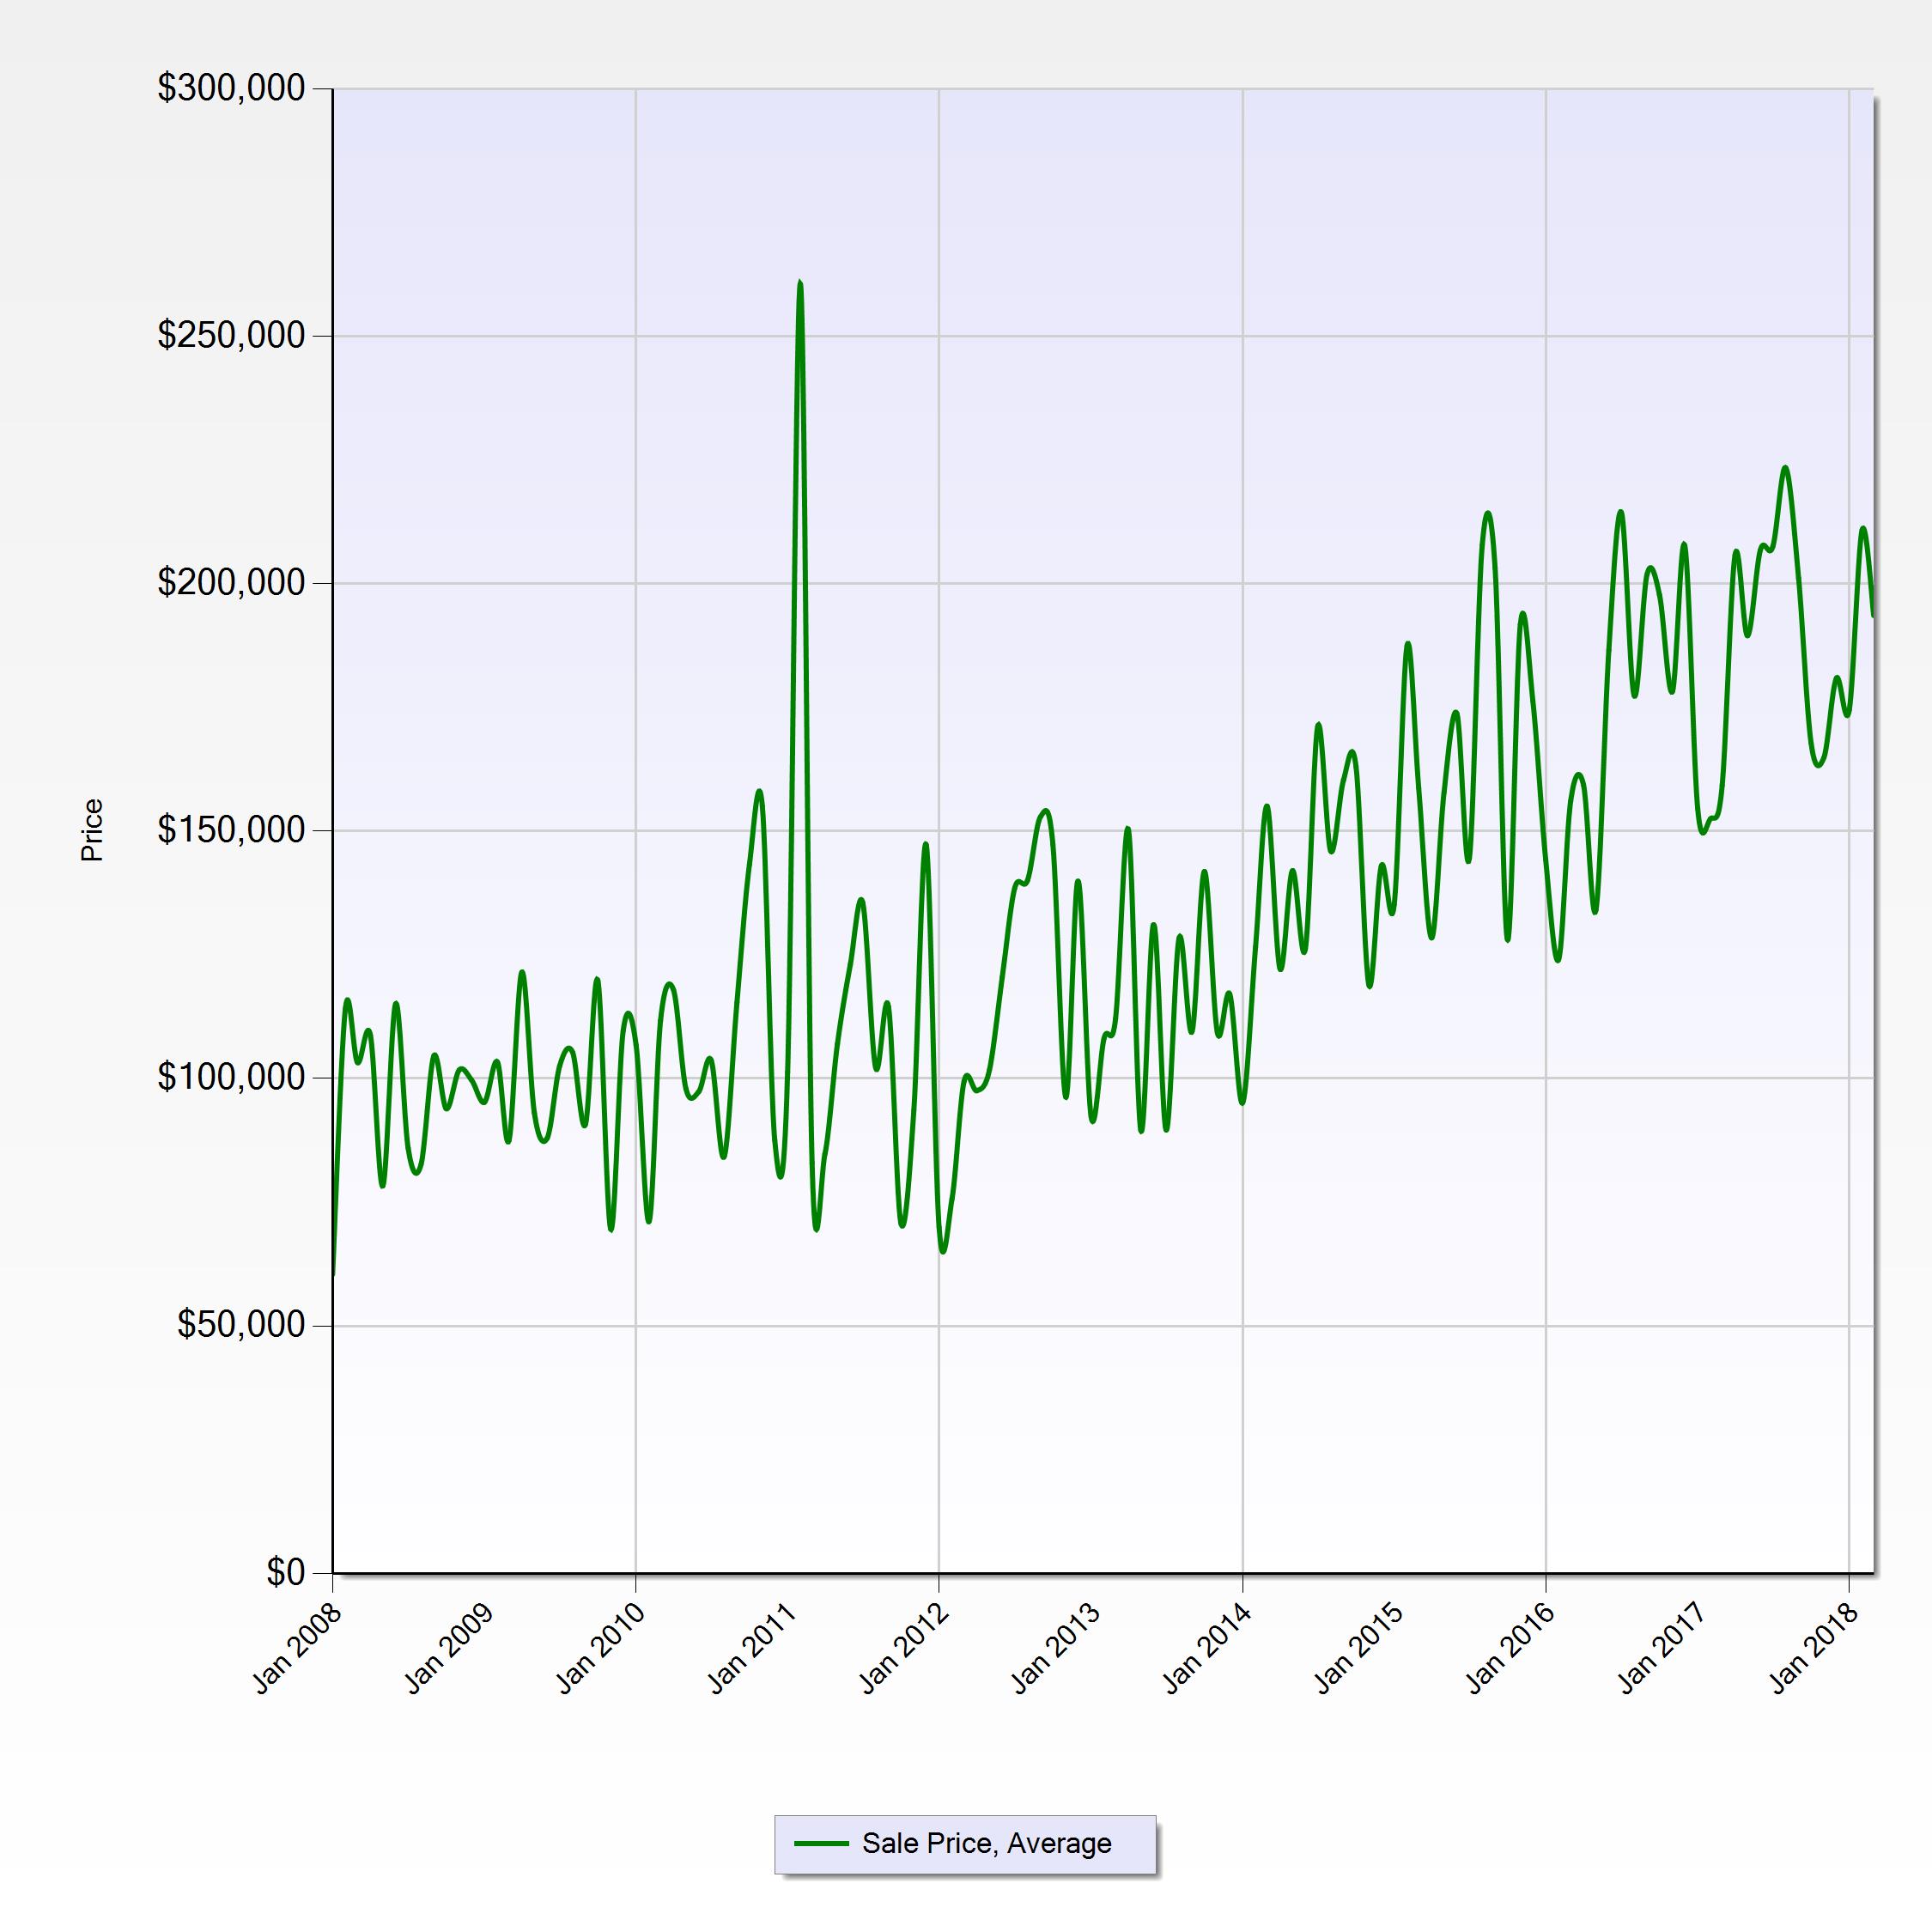 $300,000
$250,000
$200,000
$150,000
$100,000
$50,000
$0
Price
Jan 2008
Jan 2009
Jan 2010
Jan 2011
Jan 2012
Jan 2013
Jan 2014
Jan 2015
Jan 2016
Jan 2017
Jan 2018
Sale Price, Average